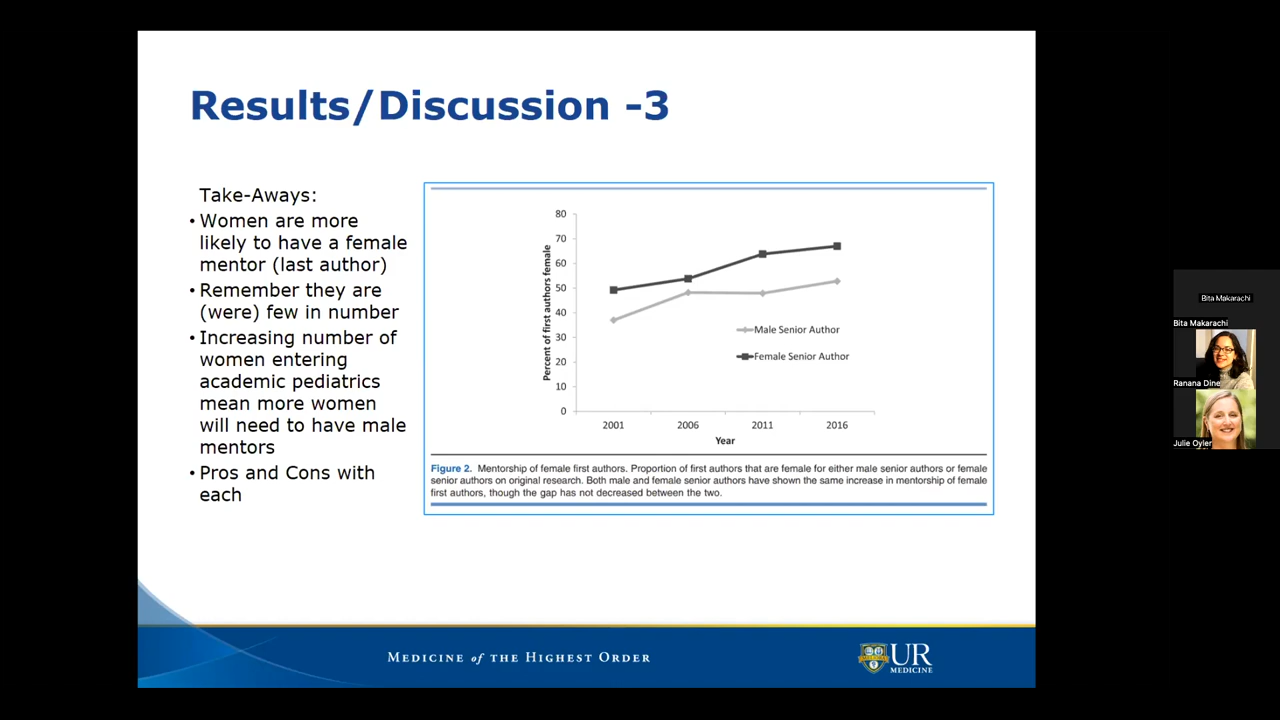 Results/Discussion -3
Take-Aways:
• Women are more
likely to have a female
mentor (last author)
• Remember they are
(were) few in number
• Increasing number of
women entering
academic pediatrics
mean more women
will need to have male
mentors
• Pros and Cons with
each
Percent of first authors female
80
70
60
50
40
30
20
10
0
Male Senior Author
Female Senior Author
2001 2006 2011 2016
Year
Figure 2. Mentorship of female first authors. Proportion of first authors that are female for either male senior authors or female
senior authors on original research. Both male and female senior authors have shown the same increase in mentorship of female
first authors, though the gap has not decreased between the two.
MEDICINE of THE HIGHEST ORDER
UR
MEDICINE
Bita Makarachi
Bita Makarachi
Ranana Dine
Julie Oyler